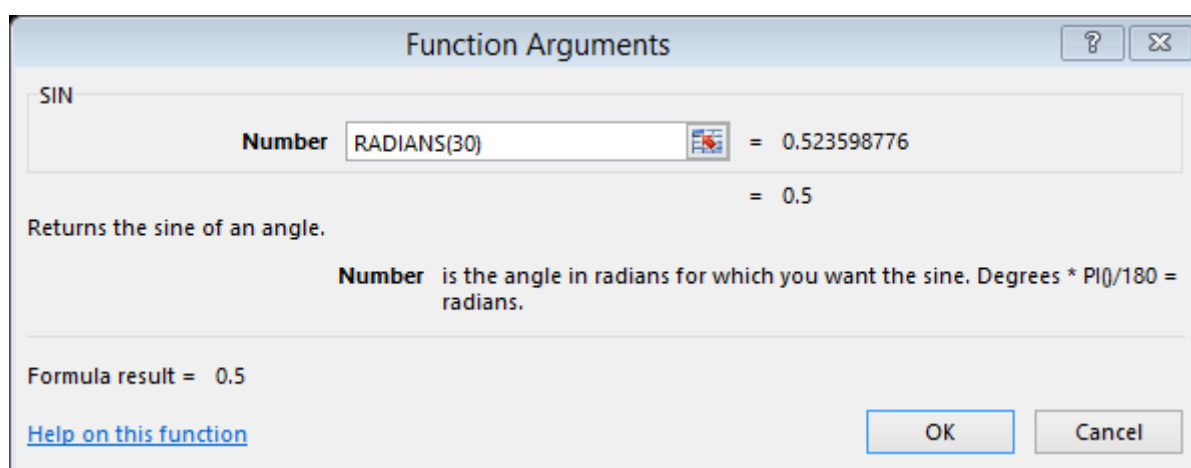 Function Arguments
SIN
Number RADIANS(30) = 0.523598776
= 0.5
Returns the sine of an angle.
Number is the angle in radians for which you want the sine. Degrees * PI()/180 =
radians.
Formula result = 0.5
Help on this function OK Cancel